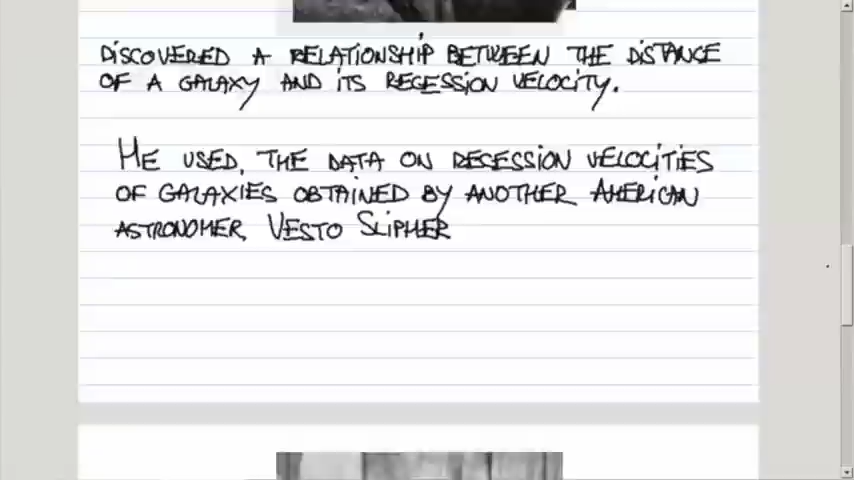 DISCOVERED A RELATIONSHIP BETWEEN THE DISTANCE
OF A GALAXY AND ITS RECESSION VELOCITY.
HE USED, THE DATA ON RECESSION VELOCITIES
OF GALAXIES OBTAINED BY ANOTHER AMERICAN
ASTRONOMER, VESTO SLIPHER